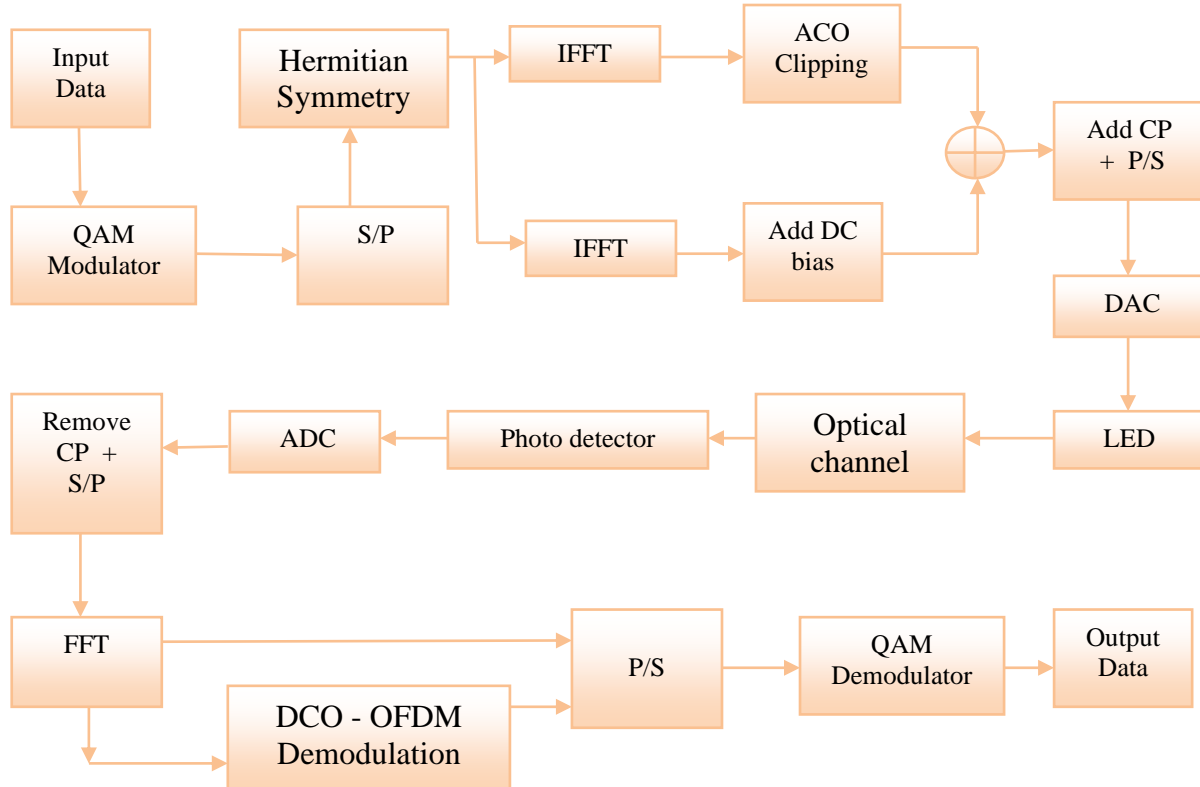 Input
Data
Hermitian
Symmetry
IFFT
ACO
Clipping
Add CP
+ P/S
QAM
Modulator
S/P
IFFT
Add DC
bias
DAC
Remove
CP +
S/P
ADC
Photo detector
Optical
channel
LED
FFT
DCO - OFDM
Demodulation
P/S
QAM
Demodulator
Output
Data